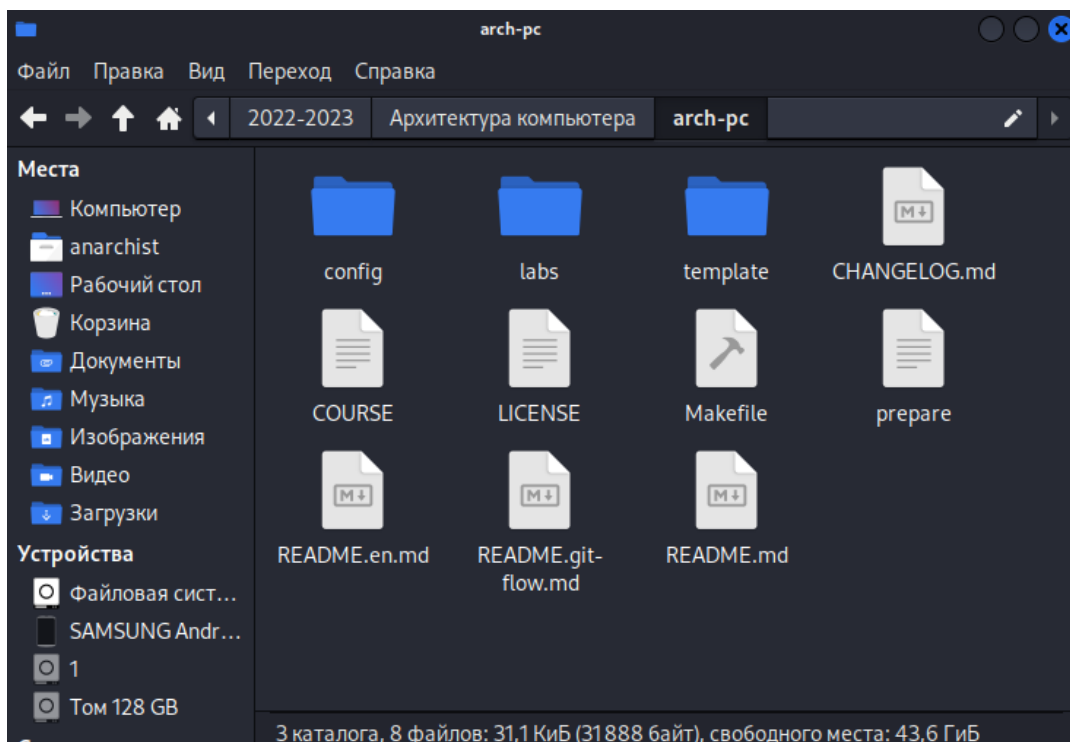 arch-pc
Файл Правка Вид Переход Справка
2022-2023 Архитектура компьютера arch-pc
Места
Компьютер
anarchist
Рабочий стол
Корзина
Документы
Музыка
Изображения
Видео
Загрузки
Устройства
Файловая сист...
SAMSUNG Andr...
1
Том 128 GB
config labs template CHANGELOG.md
COURSE LICENSE Makefile prepare
README.en.md README.git-flow.md README.md
3 каталога, 8 файлов: 31,1 КиБ (31 888 байт), свободного места: 43,6 ГиБ